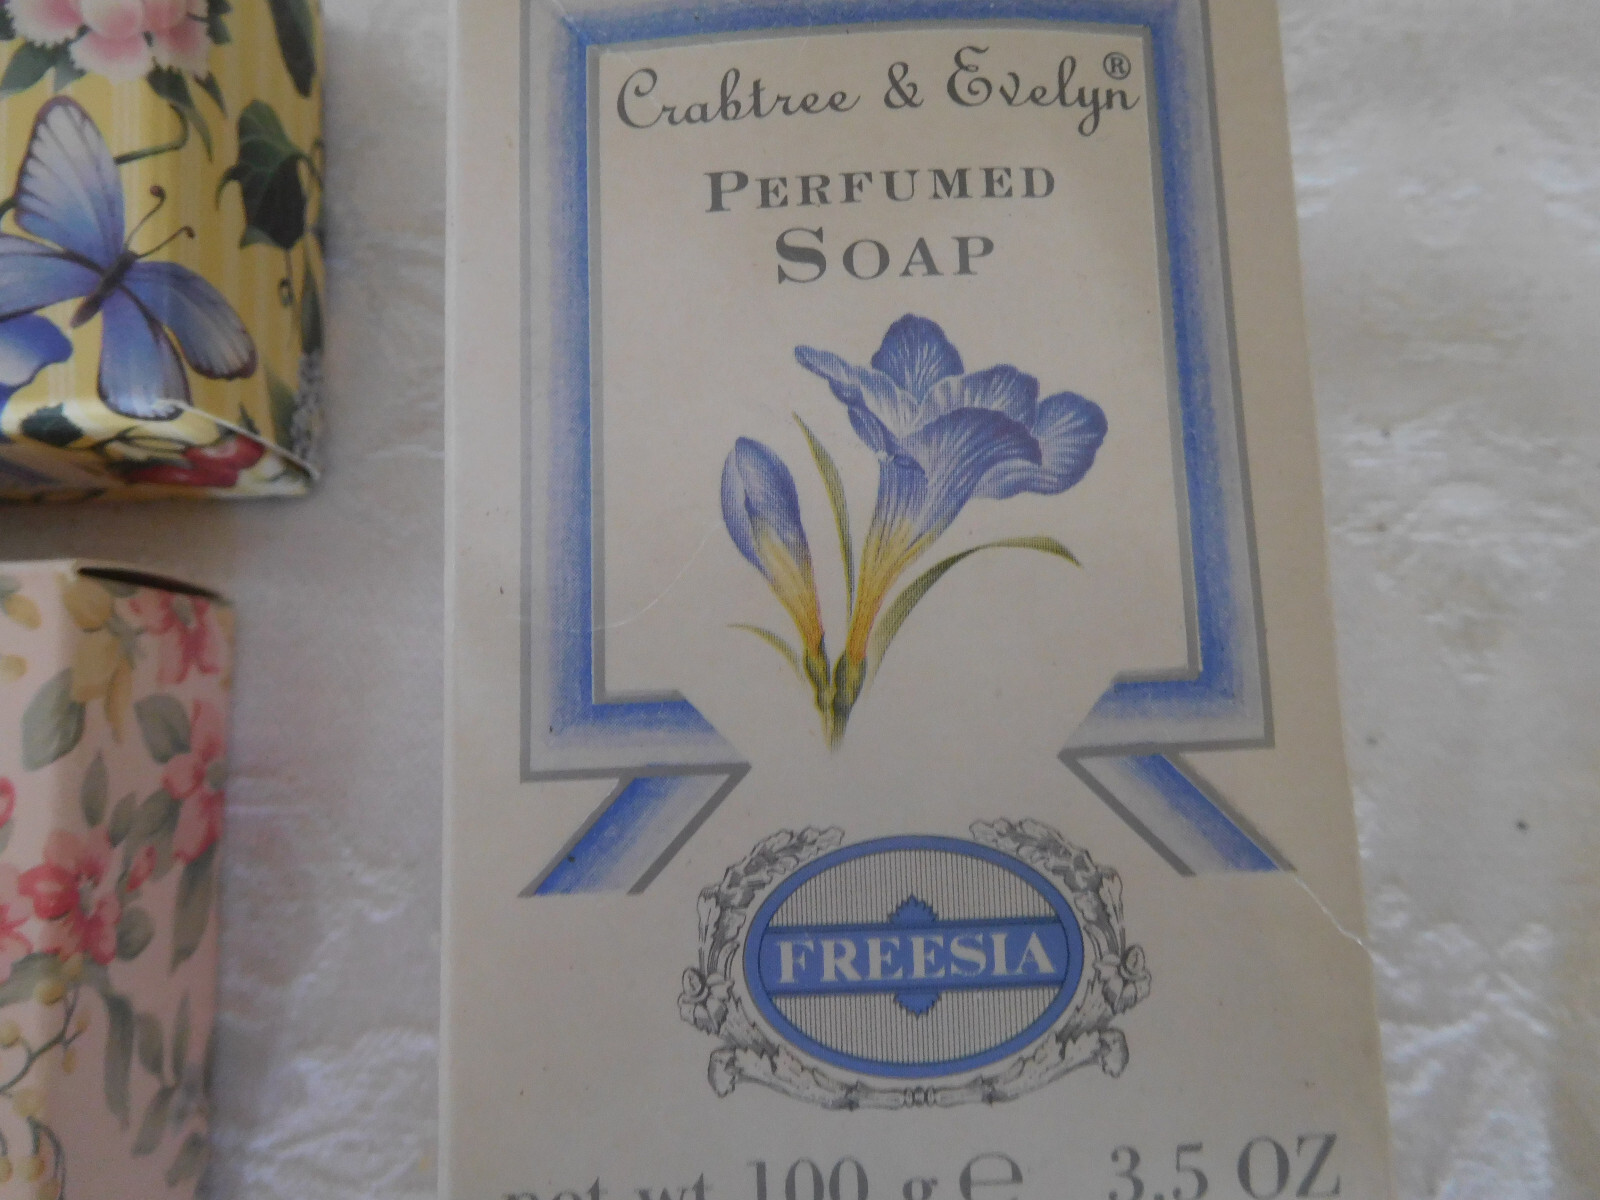 Crabtree & Evelyn®
PERFUMED
SOAP
FREESIA
net wt 100 g ℮ 3.5 OZ